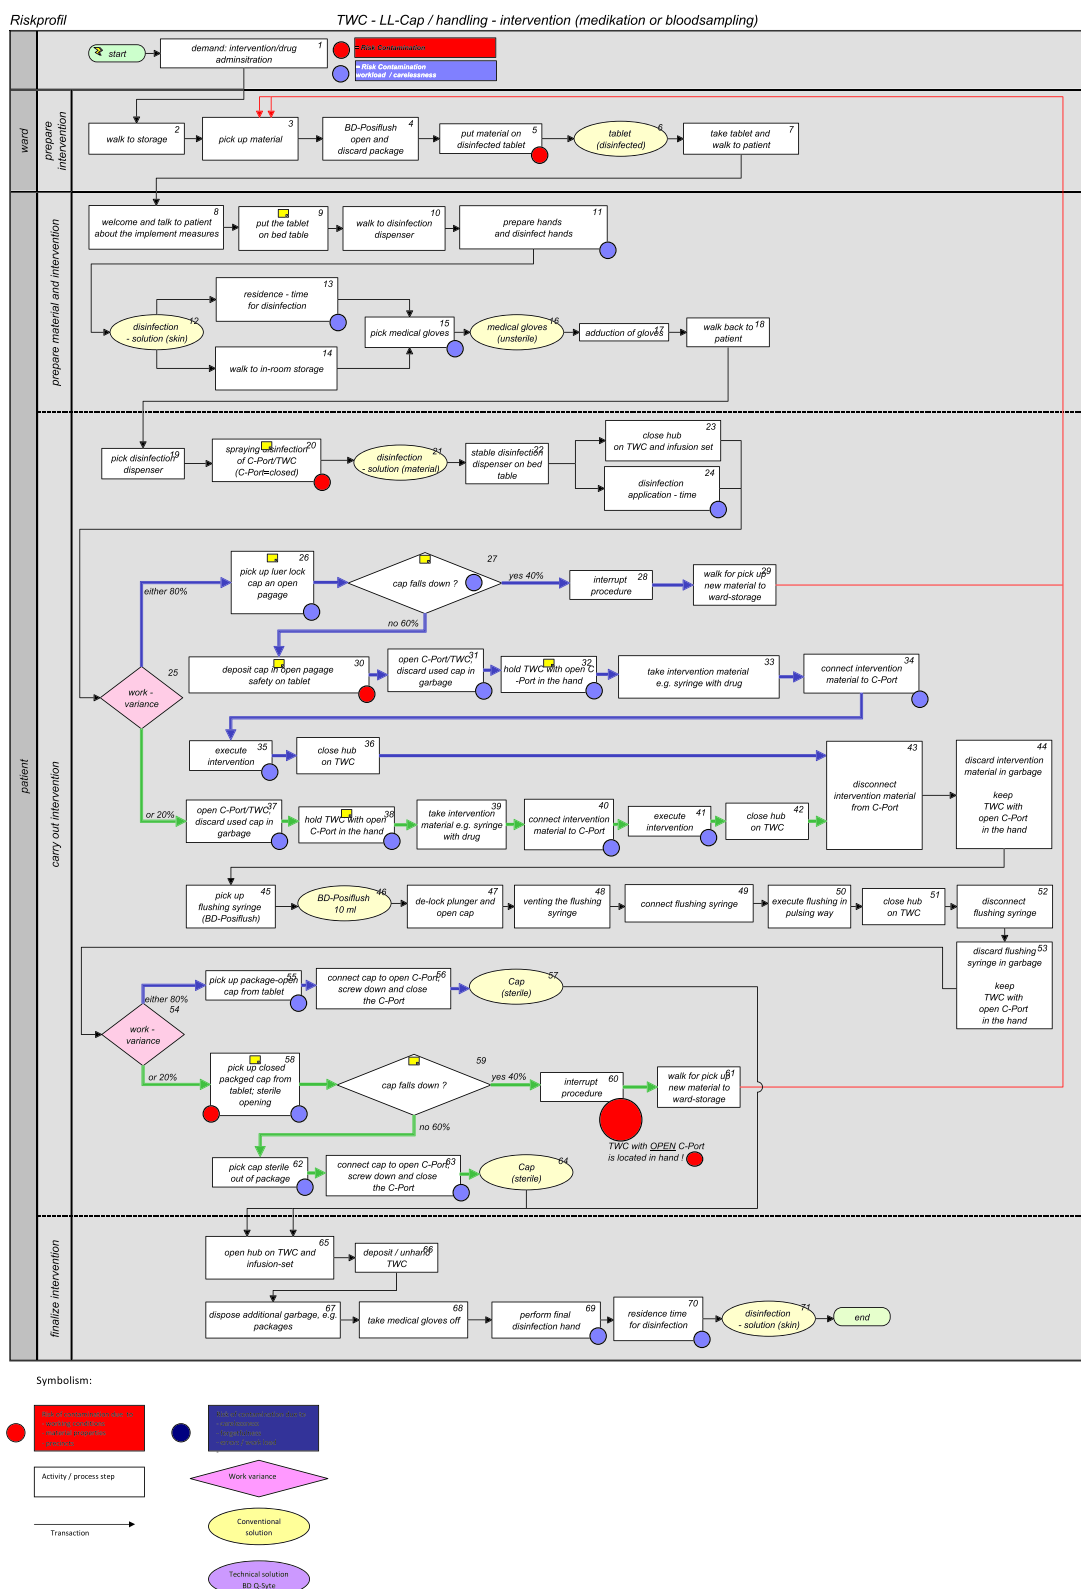 Riskprofil
TWC - LL-Cap / handling - intervention (medikation or bloodsampling)
start
demand: intervention/drug
adminsitration
1
= Risk Contamination
= Risk Contamination
workload / carelessness
ward
prepare
intervention
walk to storage
2
pick up material
3
BD-Posiflush
open and
discard package
4
put material on
disinfected tablet
5
tablet
(disinfected)
6
take tablet and
walk to patient
7
patient
prepare material and intervention
welcome and talk to patient
about the implement measures
8
put the tablet
on bed table
9
walk to disinfection
dispenser
10
prepare hands
and disinfect hands
11
disinfection
- solution (skin)
12
residence - time
for disinfection
13
walk to in-room storage
14
pick medical gloves
15
medical gloves
(unsterile)
16
adduction of gloves
17
walk back to
patient
18
carry out intervention
pick disinfection
dispenser
19
spraying disinfection
of C-Port/TWC
(C-Port=closed)
20
disinfection
- solution (material)
21
stable disinfection
dispenser on bed
table
22
close hub
on TWC and infusion set
23
disinfection
application - time
24
work -
variance
25
either 80%
or 20%
pick up luer lock
cap an open
pagage
26
cap falls down ?
27
yes 40%
no 60%
interrupt
procedure
28
walk for pick up
new material to
ward-storage
29
deposit cap in open pagage
safety on tablet
30
open C-Port/TWC;
discard used cap in
garbage
31
hold TWC with open C
-Port in the hand
32
take intervention material
e.g. syringe with drug
33
connect intervention
material to C-Port
34
execute
intervention
35
close hub
on TWC
36
open C-Port/TWC;
discard used cap in
garbage
37
hold TWC with open
C-Port in the hand
38
take intervention
material e.g. syringe
with drug
39
connect intervention
material to C-Port
40
execute
intervention
41
close hub
on TWC
42
disconnect
intervention material
from C-Port
43
discard intervention
material in garbage
keep
TWC with
open C-Port
in the hand
44
pick up
flushing syringe
(BD-Posiflush)
45
BD-Posiflush
10 ml
46
de-lock plunger and
open cap
47
venting the flushing
syringe
48
connect flushing syringe
49
execute flushing in
pulsing way
50
close hub
on TWC
51
disconnect
flushing syringe
52
discard flushing
syringe in garbage
keep
TWC with
open C-Port
in the hand
53
work -
variance
54
either 80%
or 20%
pick up package-open
cap from tablet
55
connect cap to open C-Port;
screw down and close
the C-Port
56
Cap
(sterile)
57
pick up closed
packged cap from
tablet; sterile
opening
58
cap falls down ?
59
yes 40%
no 60%
interrupt
procedure
60
walk for pick up
new material to
ward-storage
61
TWC with OPEN C-Port
is located in hand !
pick cap sterile
out of package
62
connect cap to open C-Port;
screw down and close
the C-Port
63
Cap
(sterile)
64
finalize intervention
open hub on TWC and
infusion-set
65
deposit / unhand
TWC
66
dispose additional garbage, e.g.
packages
67
take medical gloves off
68
perform final
disinfection hand
69
residence time
for disinfection
70
disinfection
- solution (skin)
71
end
Symbolism:
Activity / process step
Work variance
Transaction
Conventional
solution
Technical solution
BD Q-Syte